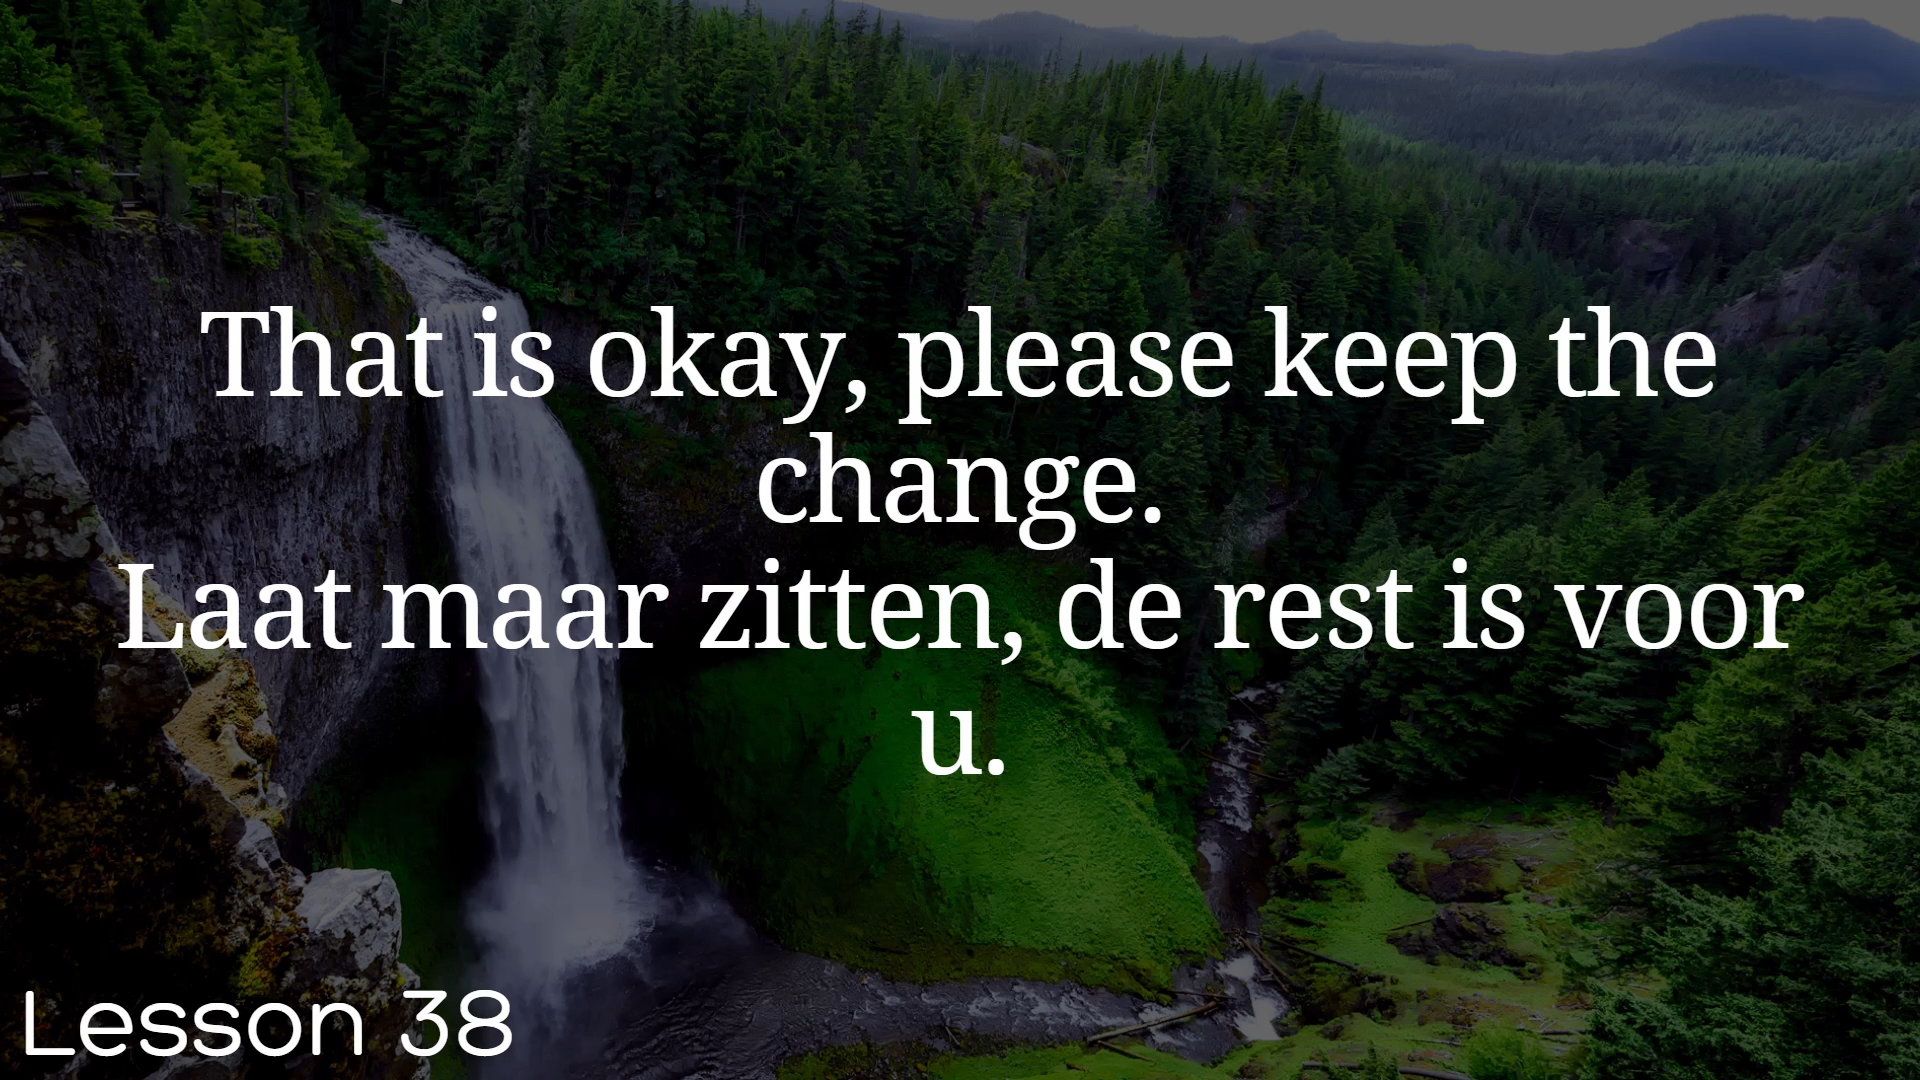 That is okay, please keep the
change.
Laat maar zitten, de rest is voor
u.
Lesson 38